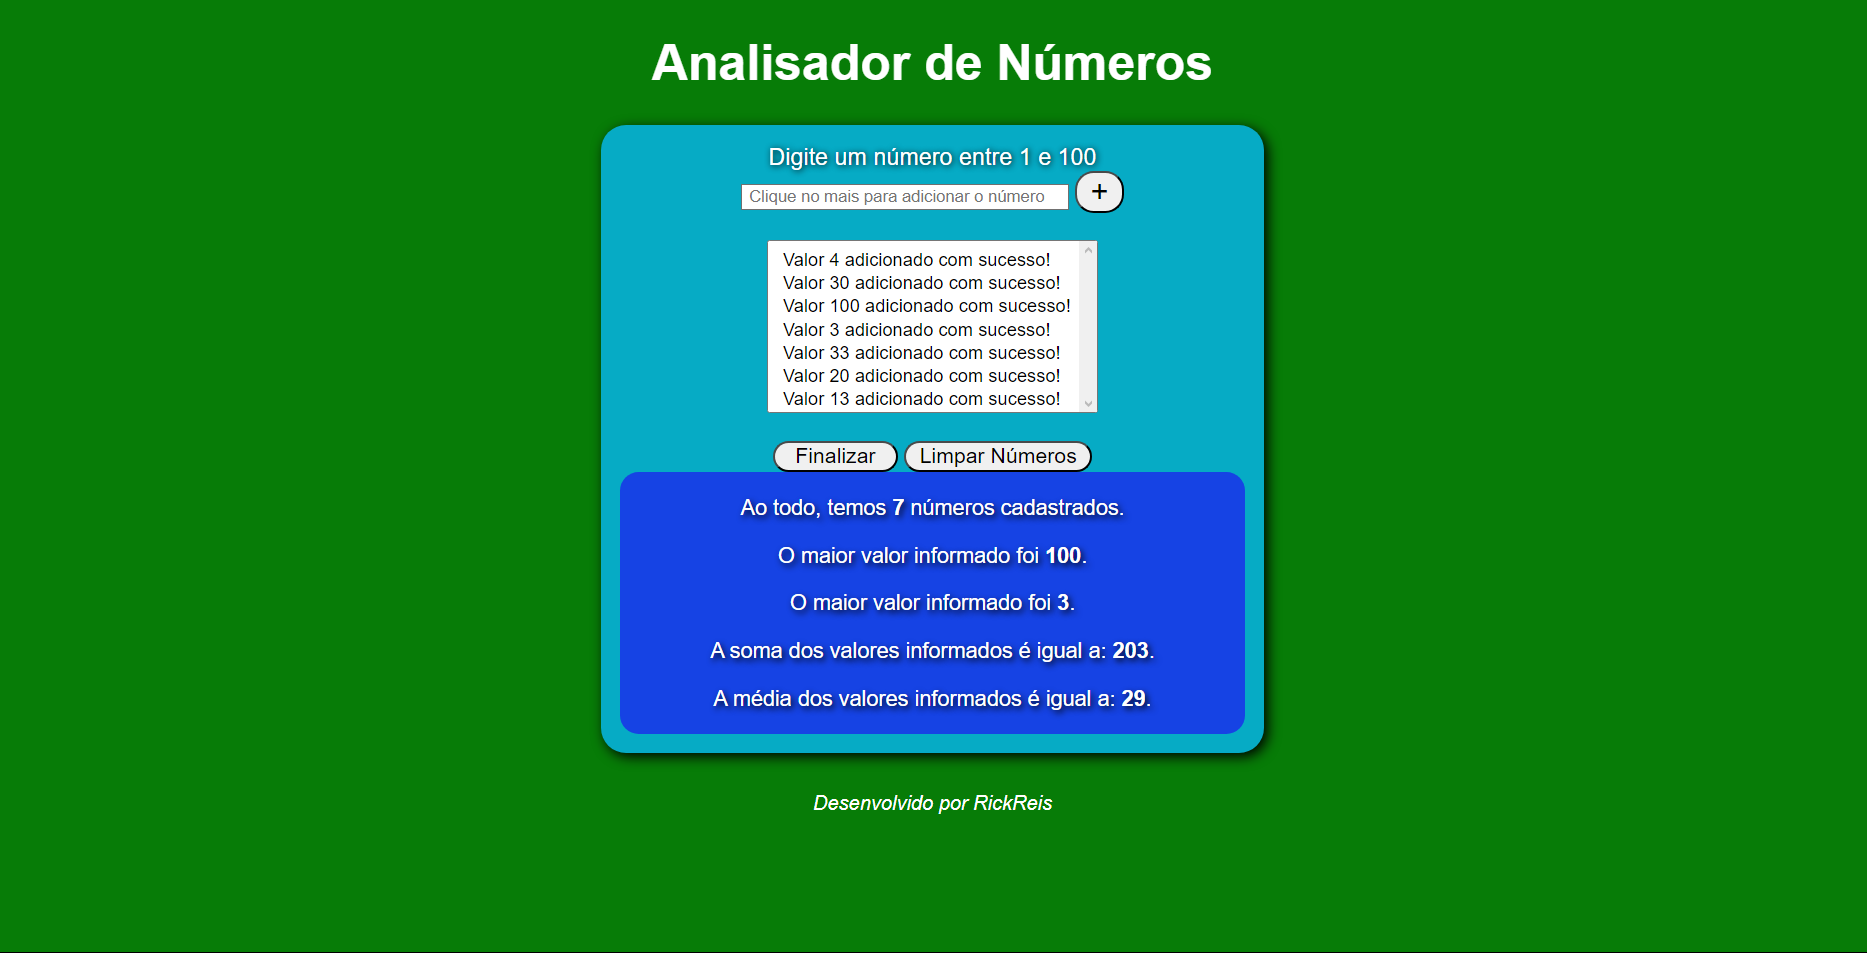 Analisador de Números
Digite um número entre 1 e 100
Clique no mais para adicionar o número +
Valor 4 adicionado com sucesso!
Valor 30 adicionado com sucesso!
Valor 100 adicionado com sucesso!
Valor 3 adicionado com sucesso!
Valor 33 adicionado com sucesso!
Valor 20 adicionado com sucesso!
Valor 13 adicionado com sucesso!
Finalizar Limpar Números
Ao todo, temos 7 números cadastrados.
O maior valor informado foi 100.
O maior valor informado foi 3.
A soma dos valores informados é igual a: 203.
A média dos valores informados é igual a: 29.
Desenvolvido por RickReis